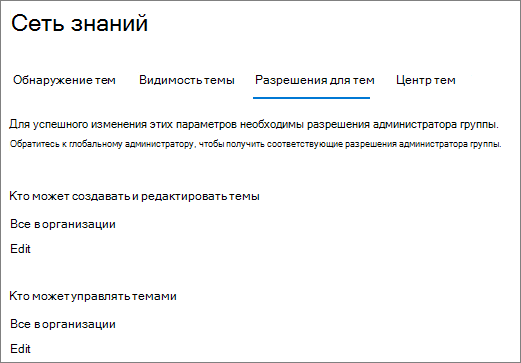 Сеть знаний
Обнаружение тем Видимость темы Разрешения для тем Центр тем
Для успешного изменения этих параметров необходимы разрешения администратора группы.
Обратитесь к глобальному администратору, чтобы получить соответствующие разрешения администратора группы.
Кто может создавать и редактировать темы
Все в организации
Edit
Кто может управлять темами
Все в организации
Edit